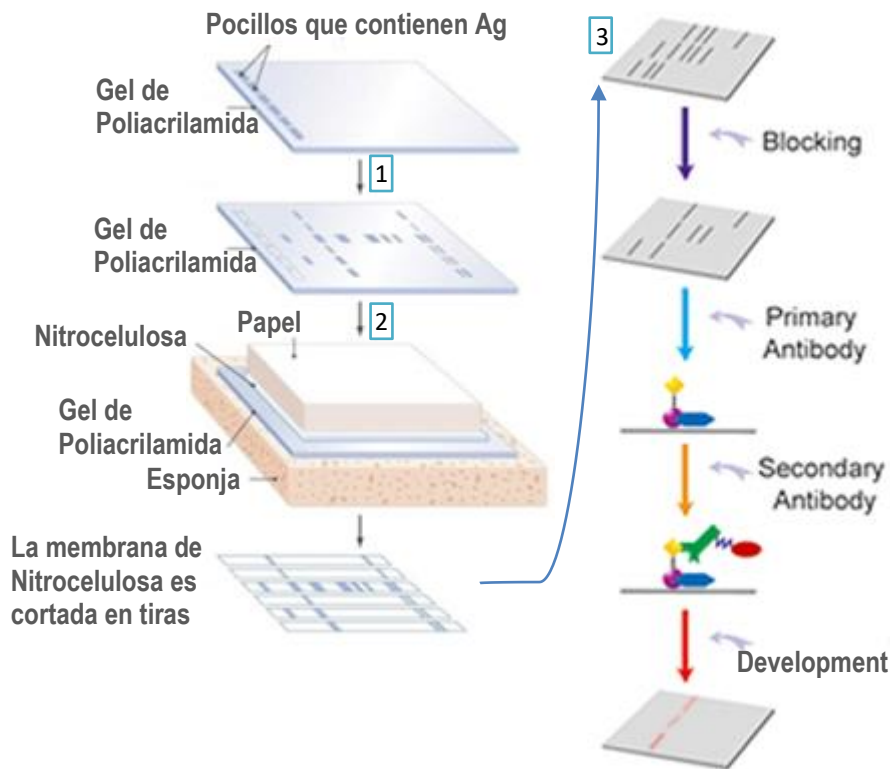 Pocillos que contienen Ag
Gel de
Poliacrilamida
1
Gel de
Poliacrilamida
2
Papel
Nitrocelulosa
Gel de
Poliacrilamida
Esponja
La membrana de
Nitrocelulosa es
cortada en tiras
3
Blocking
Primary
Antibody
Secondary
Antibody
Development